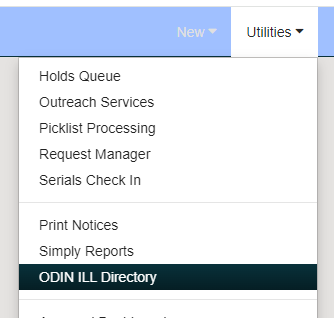 New Utilities
Holds Queue
Outreach Services
Picklist Processing
Request Manager
Serials Check In
Print Notices
Simply Reports
ODIN ILL Directory